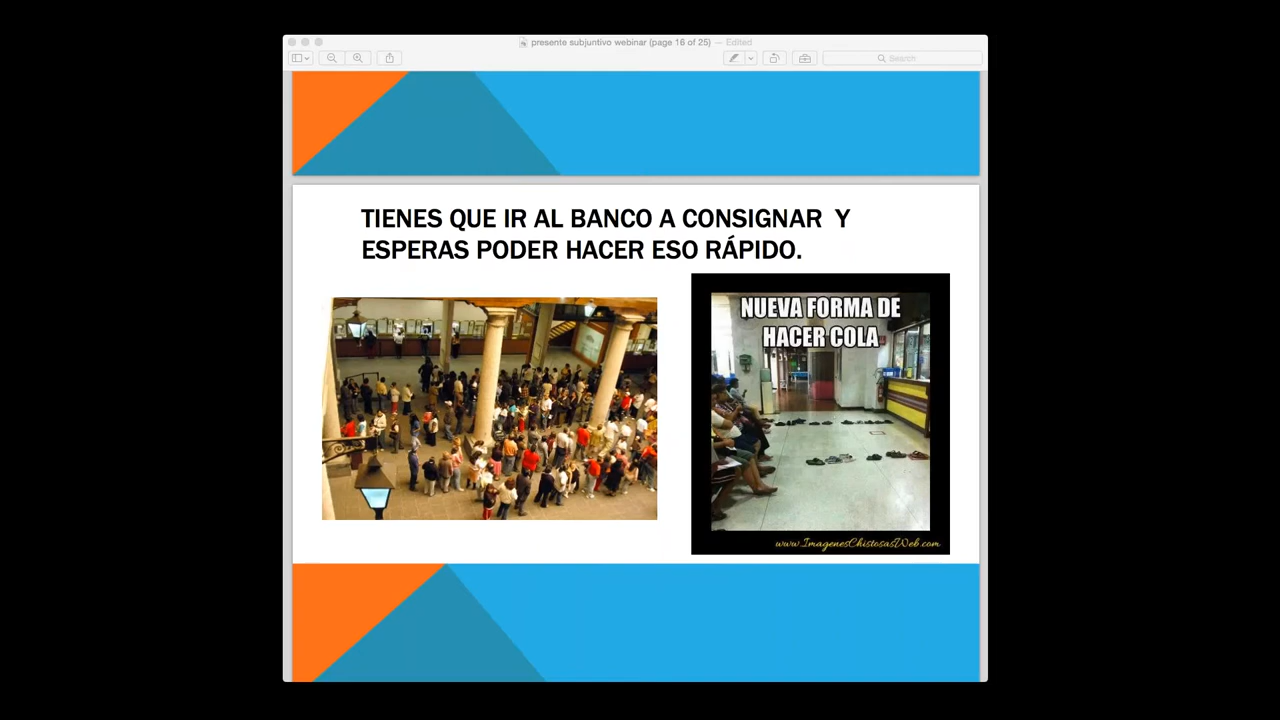 presente subjuntivo webinar (page 16 of 25) — Edited
Search
TIENES QUE IR AL BANCO A CONSIGNAR Y
ESPERAS PODER HACER ESO RÁPIDO.
NUEVA FORMA DE
HACER COLA
www.ImagenesChistosasWeb.com